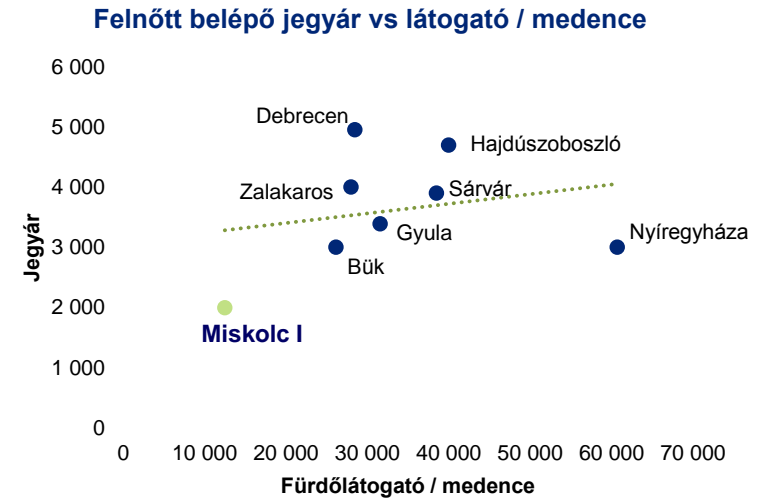 Felnőtt belépő jegyár vs látogató / medence
6 000
5 000
4 000
3 000
2 000
1 000
0
Jegyár
Debrecen
Hajdúszoboszló
Zalakaros
Sárvár
Gyula
Nyíregyháza
Bük
Miskolc I
0 10 000 20 000 30 000 40 000 50 000 60 000 70 000
Fürdőlátogató / medence